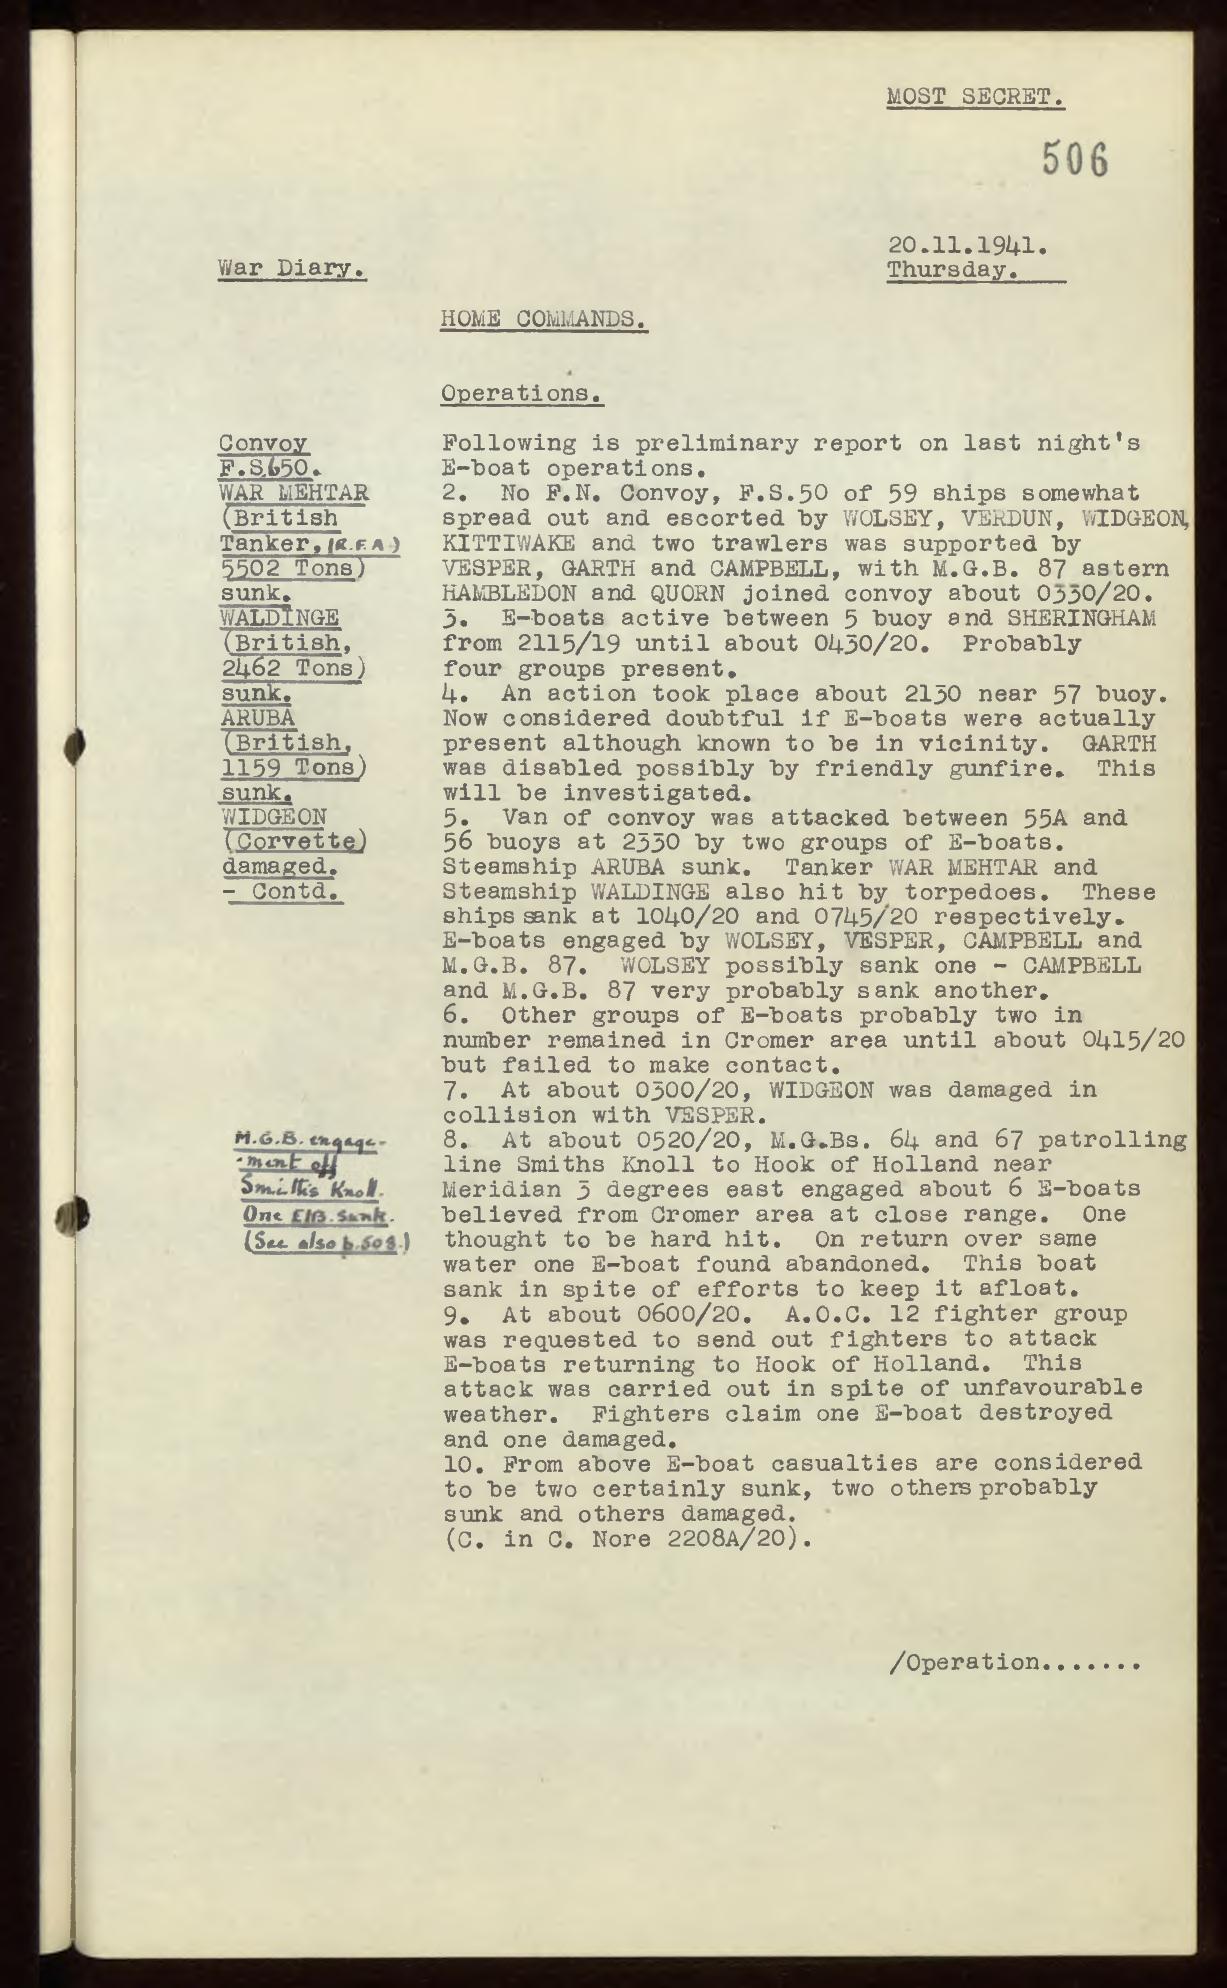 MOST SECRET.
506
20.11.1941.
War Diary.
Thursday.
HOME COMMANDS.
Operations.
Convoy
F.S.650.
WAR MEHTAR
(British
Tanker, (R.F.A.)
5502 Tons)
sunk.
WALDINGE
(British,
2462 Tons)
sunk.
ARUBA
(British,
1159 Tons)
sunk.
WIDGEON
(Corvette)
damaged.
- Contd.
Following is preliminary report on last night's
E-boat operations.
2. No F.N. Convoy, F.S.50 of 59 ships somewhat
spread out and escorted by WOLSEY, VERDUN, WIDGEON,
KITTIWAKE and two trawlers was supported by
VESPER, GARTH and CAMPBELL, with M.G.B. 87 astern
HAMBLEDON and QUORN joined convoy about 0330/20.
3. E-boats active between 5 buoy and SHERINGHAM
from 2115/19 until about 0430/20. Probably
four groups present.
4. An action took place about 2130 near 57 buoy.
Now considered doubtful if E-boats were actually
present although known to be in vicinity. GARTH
was disabled possibly by friendly gunfire. This
will be investigated.
5. Van of convoy was attacked between 55A and
56 buoys at 2330 by two groups of E-boats.
Steamship ARUBA sunk. Tanker WAR MEHTAR and
Steamship WALDINGE also hit by torpedoes. These
ships sank at 1040/20 and 0745/20 respectively.
E-boats engaged by WOLSEY, VESPER, CAMPBELL and
M.G.B. 87. WOLSEY possibly sank one - CAMPBELL
and M.G.B. 87 very probably sank another.
6. Other groups of E-boats probably two in
number remained in Cromer area until about 0415/20
but failed to make contact.
7. At about 0300/20, WIDGEON was damaged in
collision with VESPER.
M.G.B. engage-
-ment off
Smith's Knoll.
One E/B. Sunk.
(See also p.508.)
8. At about 0520/20, M.G.Bs. 64 and 67 patrolling
line Smiths Knoll to Hook of Holland near
Meridian 3 degrees east engaged about 6 E-boats
believed from Cromer area at close range. One
thought to be hard hit. On return over same
water one E-boat found abandoned. This boat
sank in spite of efforts to keep it afloat.
9. At about 0600/20. A.O.C. 12 fighter group
was requested to send out fighters to attack
E-boats returning to Hook of Holland. This
attack was carried out in spite of unfavourable
weather. Fighters claim one E-boat destroyed
and one damaged.
10. From above E-boat casualties are considered
to be two certainly sunk, two others probably
sunk and others damaged.
(C. in C. Nore 2208A/20).
/Operation.......